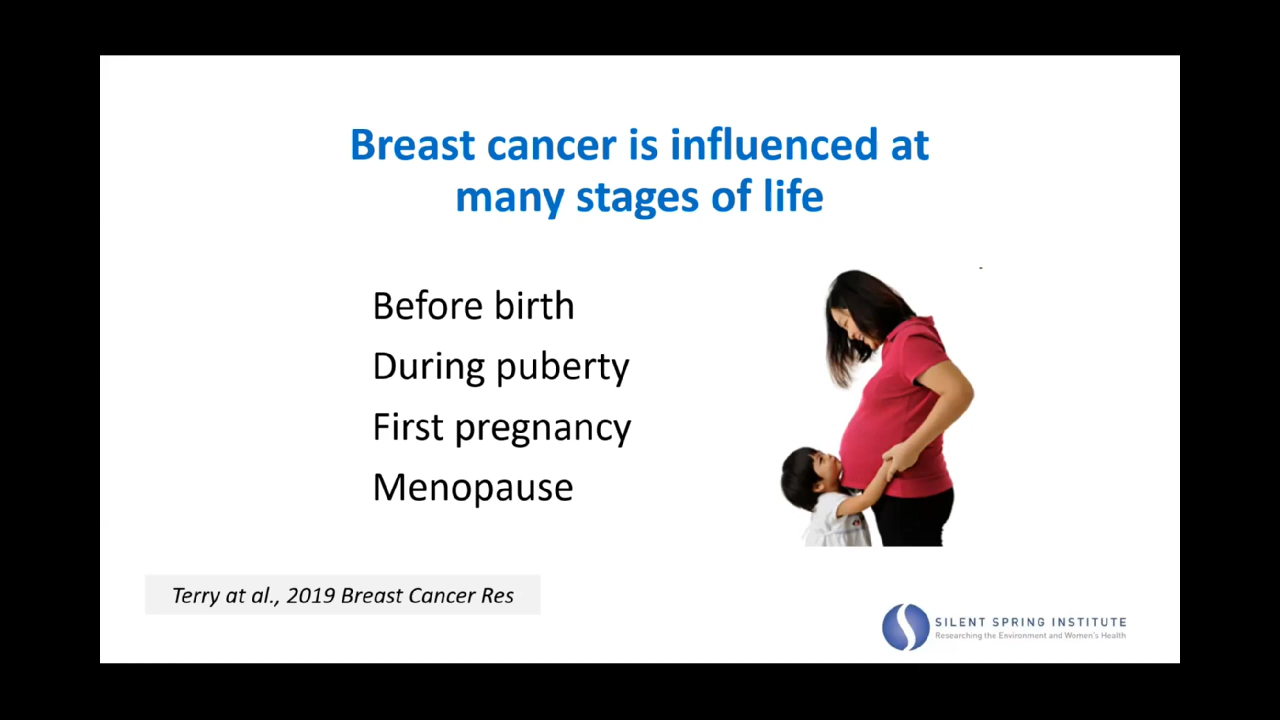 Breast cancer is influenced at
many stages of life
Before birth
During puberty
First pregnancy
Menopause
Terry at al., 2019 Breast Cancer Res
SILENT SPRING INSTITUTE
Researching the Environment and Women's Health